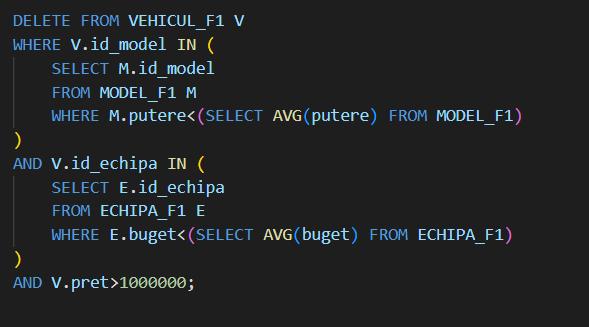 DELETE FROM VEHICUL_F1 V
WHERE V.id_model IN (
    SELECT M.id_model
    FROM MODEL_F1 M
    WHERE M.putere<(SELECT AVG(putere) FROM MODEL_F1)
)
AND V.id_echipa IN (
    SELECT E.id_echipa
    FROM ECHIPA_F1 E
    WHERE E.buget<(SELECT AVG(buget) FROM ECHIPA_F1)
)
AND V.pret>1000000;